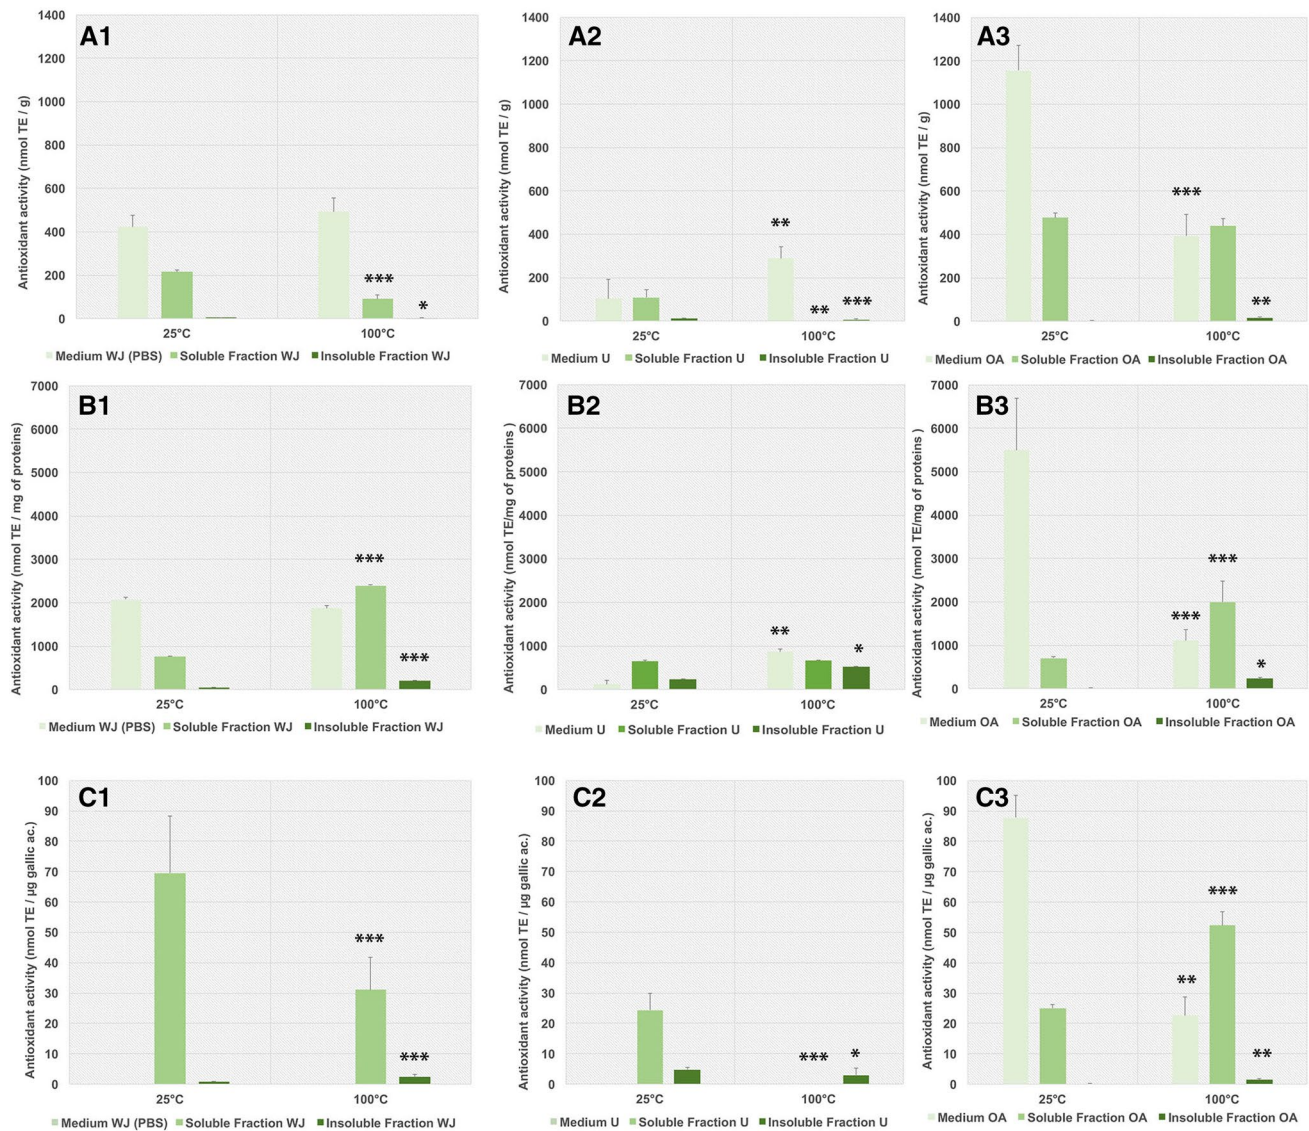 A1
Antioxidant activity (nmol TE / g)
1400
1200
1000
800
600
400
200
0
***
*
25°C
100°C
Medium WJ (PBS) Soluble Fraction WJ Insoluble Fraction WJ
A2
Antioxidant activity (nmol TE / g)
1400
1200
1000
800
600
400
200
0
**
**
***
25°C
100°C
Medium U Soluble Fraction U Insoluble Fraction U
A3
Antioxidant activity (nmol TE / g)
1400
1200
1000
800
600
400
200
0
***
**
25°C
100°C
Medium OA Soluble Fraction OA Insoluble Fraction OA
B1
Antioxidant activity (nmol TE / mg of proteins)
7000
6000
5000
4000
3000
2000
1000
0
***
***
25°C
100°C
Medium WJ (PBS) Soluble Fraction WJ Insoluble Fraction WJ
B2
Antioxidant activity (nmol TE/mg of proteins )
7000
6000
5000
4000
3000
2000
1000
0
**
*
25°C
100°C
Medium U Soluble Fraction U Insoluble Fraction U
B3
Antioxidant activity (nmol TE/mg of proteins )
7000
6000
5000
4000
3000
2000
1000
0
***
***
*
25°C
100°C
Medium OA Soluble Fraction OA Insoluble Fraction OA
C1
Antioxidant activity (nmol TE / µg gallic ac.)
100
90
80
70
60
50
40
30
20
10
0
***
***
25°C
100°C
Medium WJ (PBS) Soluble Fraction WJ Insoluble Fraction WJ
C2
Antioxidant activity (nmol TE / µg gallic ac.)
100
90
80
70
60
50
40
30
20
10
0
***
*
25°C
100°C
Medium U Soluble Fraction U Insoluble Fraction U
C3
Antioxidant activity (nmol TE / µg gallic ac.)
100
90
80
70
60
50
40
30
20
10
0
**
***
**
25°C
100°C
Medium OA Soluble Fraction OA Insoluble Fraction OA